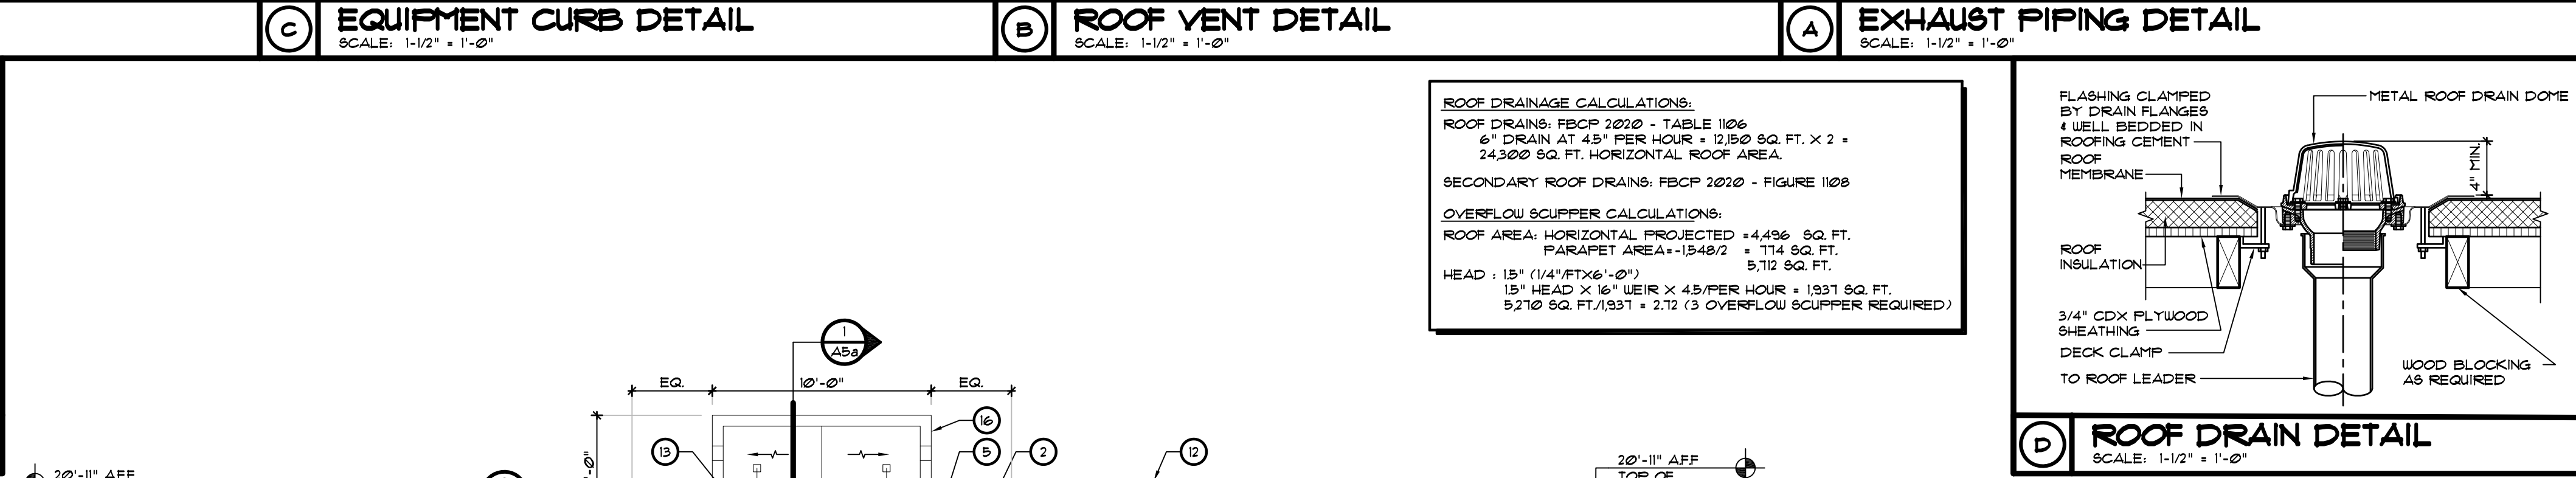 C
EQUIPMENT CURB DETAIL
SCALE: 1-1/2" = 1'-0"
B
ROOF VENT DETAIL
SCALE: 1-1/2" = 1'-0"
A
EXHAUST PIPING DETAIL
SCALE: 1-1/2" = 1'-0"
ROOF DRAINAGE CALCULATIONS:
ROOF DRAINS: FBCP 2020 - TABLE 1106
6" DRAIN AT 4.5" PER HOUR = 12,150 SQ. FT. X 2 =
24,300 SQ. FT. HORIZONTAL ROOF AREA.
SECONDARY ROOF DRAINS: FBCP 2020 - FIGURE 1108
OVERFLOW SCUPPER CALCULATIONS:
ROOF AREA: HORIZONTAL PROJECTED =4,496 SQ. FT.
PARAPET AREA=-1,548/2 = 774 SQ. FT.
5,712 SQ. FT.
HEAD : 1.5" (1/4"/FTX6'-0")
1.5" HEAD X 16" WEIR X 4.5/PER HOUR = 1,937 SQ. FT.
5,270 SQ. FT./1,937 = 2.72 (3 OVERFLOW SCUPPER REQUIRED)
FLASHING CLAMPED
BY DRAIN FLANGES
& WELL BEDDED IN
ROOFING CEMENT
ROOF
MEMBRANE
METAL ROOF DRAIN DOME
4" MIN.
ROOF
INSULATION
3/4" CDX PLYWOOD
SHEATHING
DECK CLAMP
TO ROOF LEADER
WOOD BLOCKING
AS REQUIRED
D
ROOF DRAIN DETAIL
SCALE: 1-1/2" = 1'-0"
1
A5a
EQ.
10'-0"
EQ.
16
13
5
2
12
20'-11" A.F.F
20'-11" A.F.F
TOP OF